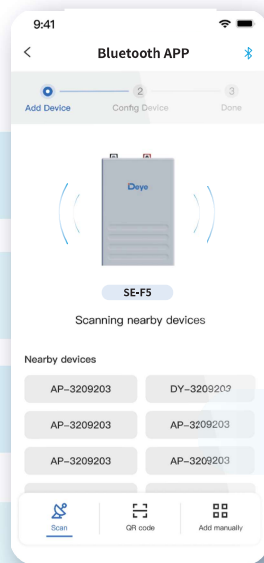 9:41
Bluetooth APP
2
3
Add Device
Config Device
Done
Deye
SE-F5
Scanning nearby devices
Nearby devices
AP-3209203
DY-3209203
AP-3209203
AP-3209203
AP-3209203
AP-3209203
Scan
QR code
Add manually